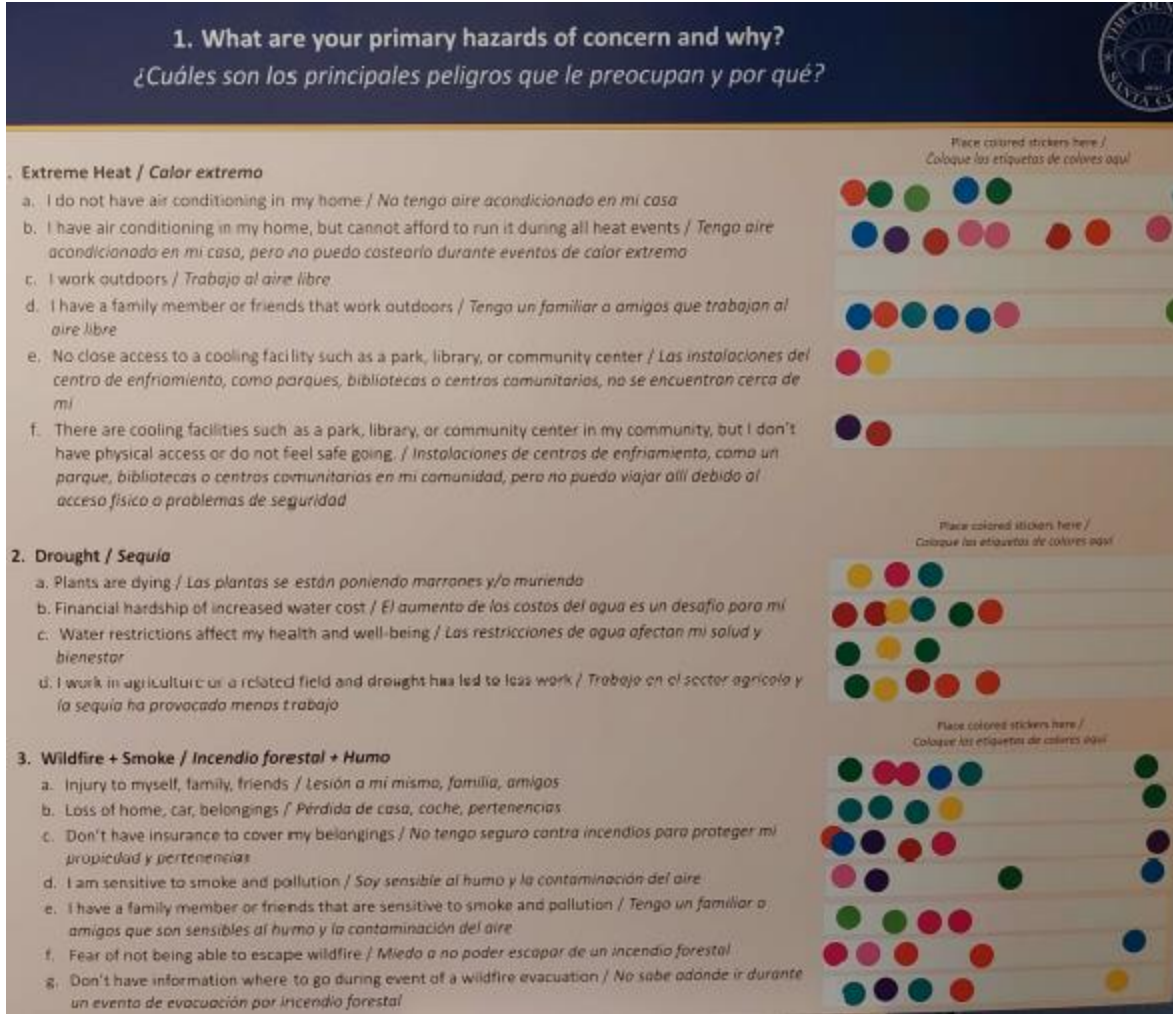 1. What are your primary hazards of concern and why?
¿Cuáles son los principales peligros que le preocupan y por qué?
THE COUN
SANTA CL
Place colored stickers here /
Coloque las etiquetas de colores aquí
. Extreme Heat / Calor extremo
a. I do not have air conditioning in my home / No tengo aire acondicionado en mi casa
b. I have air conditioning in my home, but cannot afford to run it during all heat events / Tengo aire
acondicionado en mi casa, pero no puedo costearlo durante eventos de calor extremo
c. I work outdoors / Trabajo al aire libre
d. I have a family member or friends that work outdoors / Tengo un familiar o amigos que trabajan al
aire libre
e. No close access to a cooling facility such as a park, library, or community center / Las instalaciones del
centro de enfriamiento, como parques, bibliotecas o centros comunitarios, no se encuentran cerca de
mi
f. There are cooling facilities such as a park, library, or community center in my community, but I don't
have physical access or do not feel safe going. / Instalaciones de centros de enfriamiento, como un
parque, bibliotecas o centros comunitarios en mi comunidad, pero no puedo viajar allí debido al
acceso físico o problemas de seguridad
Place colored stickers here /
Coloque las etiquetas de colores aquí
2. Drought / Sequía
a. Plants are dying / Las plantas se están poniendo marrones y/o muriendo
b. Financial hardship of increased water cost / El aumento de los costos del agua es un desafío para mí
c. Water restrictions affect my health and well-being / Las restricciones de agua afectan mi salud y
bienestar
d. I work in agriculture or a related field and drought has led to less work / Trabajo en el sector agrícola y
la sequía ha provocado menos trabajo
Place colored stickers here /
Coloque las etiquetas de colores aquí
3. Wildfire + Smoke / Incendio forestal + Humo
a. Injury to myself, family, friends / Lesión a mí mismo, familia, amigos
b. Loss of home, car, belongings / Pérdida de casa, coche, pertenencias
c. Don't have insurance to cover my belongings / No tengo seguro contra incendios para proteger mi
propiedad y pertenencias
d. I am sensitive to smoke and pollution / Soy sensible al humo y la contaminación del aire
e. I have a family member or friends that are sensitive to smoke and pollution / Tengo un familiar o
amigos que son sensibles al humo y la contaminación del aire
f. Fear of not being able to escape wildfire / Miedo a no poder escapar de un incendio forestal
g. Don't have information where to go during event of a wildfire evacuation / No sabe adónde ir durante
un evento de evacuación por incendio forestal